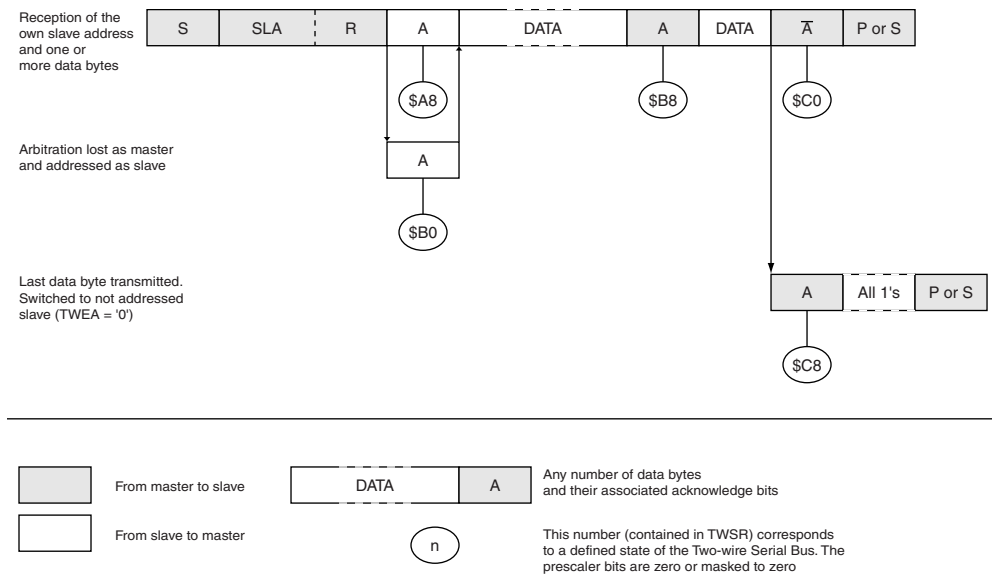 Reception of the
own slave address
and one or
more data bytes
S SLA R A DATA A DATA A̅ P or S
$A8 $B8 $C0
Arbitration lost as master
and addressed as slave
A
$B0
Last data byte transmitted.
Switched to not addressed
slave (TWEA = '0')
A All 1's P or S
$C8
From master to slave
DATA A
Any number of data bytes
and their associated acknowledge bits
From slave to master
n
This number (contained in TWSR) corresponds
to a defined state of the Two-wire Serial Bus. The
prescaler bits are zero or masked to zero